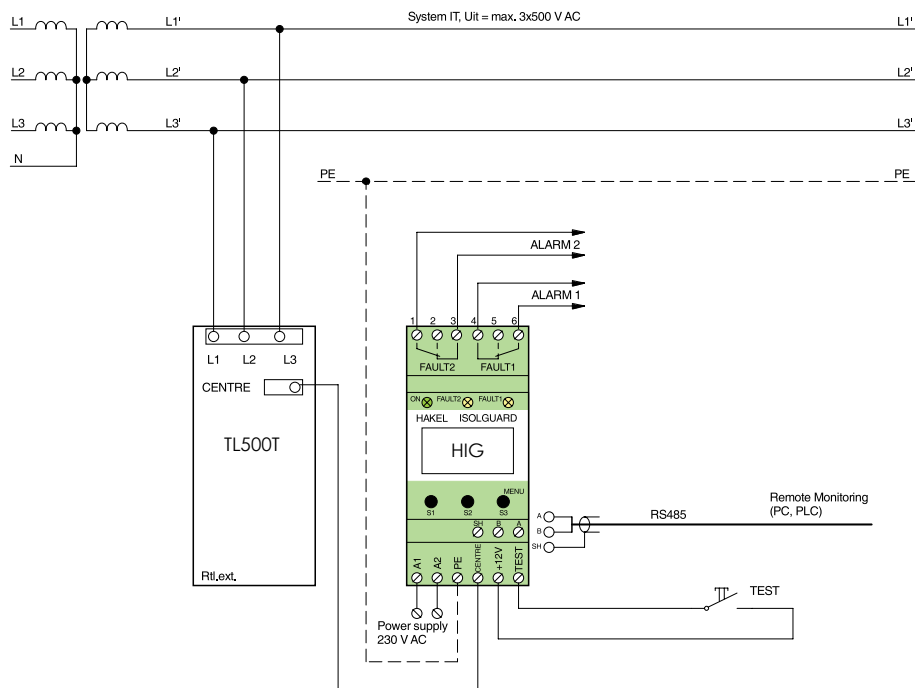 L1 L1' System IT, Uit = max. 3x500 V AC L1'
L2 L2' L2'
L3 L3' L3'
N
PE PE
ALARM 2
ALARM 1
1 2 3 4 5 6
L1 L2 L3
FAULT2 FAULT1
CENTRE
ON FAULT2 FAULT1
HAKEL ISOLGUARD
TL500T
HIG
MENU
S1 S2 S3
SH B A
A
B
SH
RS485
Remote Monitoring
(PC, PLC)
A1 A2 PE CENTRE +12V TEST
Rtl.ext.
TEST
Power supply
230 V AC